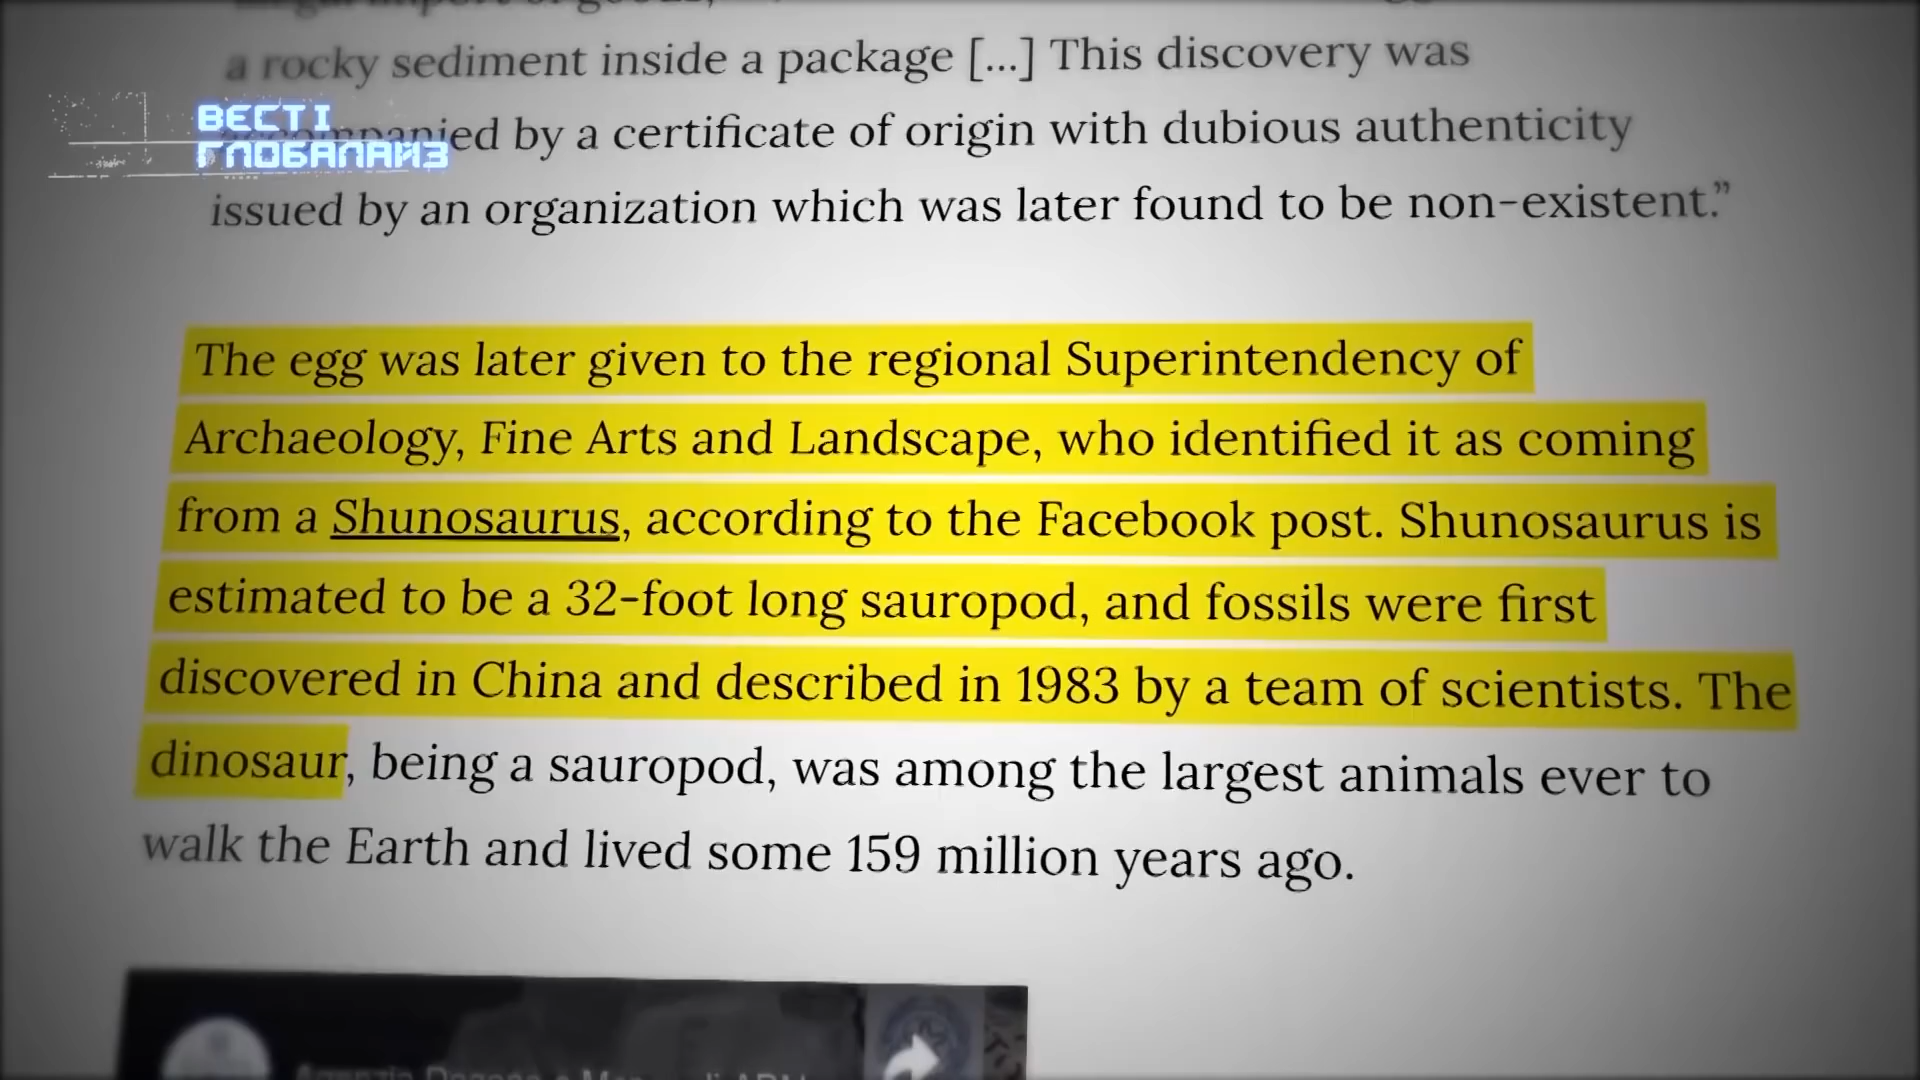 a rocky sediment inside a package [...] This discovery was
ВЕСТІ
ГЛОБАЛАЙЗ
accompanied by a certificate of origin with dubious authenticity
issued by an organization which was later found to be non-existent.”
The egg was later given to the regional Superintendency of
Archaeology, Fine Arts and Landscape, who identified it as coming
from a Shunosaurus, according to the Facebook post. Shunosaurus is
estimated to be a 32-foot long sauropod, and fossils were first
discovered in China and described in 1983 by a team of scientists. The
dinosaur, being a sauropod, was among the largest animals ever to
walk the Earth and lived some 159 million years ago.